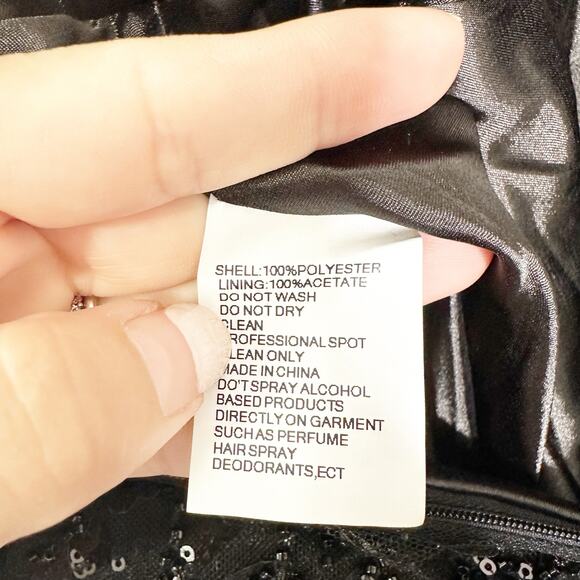 SHELL:100%POLYESTER
LINING:100%ACETATE
DO NOT WASH
DO NOT DRY
CLEAN
PROFESSIONAL SPOT
CLEAN ONLY
MADE IN CHINA
DO'T SPRAY ALCOHOL
BASED PRODUCTS
DIRECTLY ON GARMENT
SUCH AS PERFUME
HAIR SPRAY
DEODORANTS,ECT